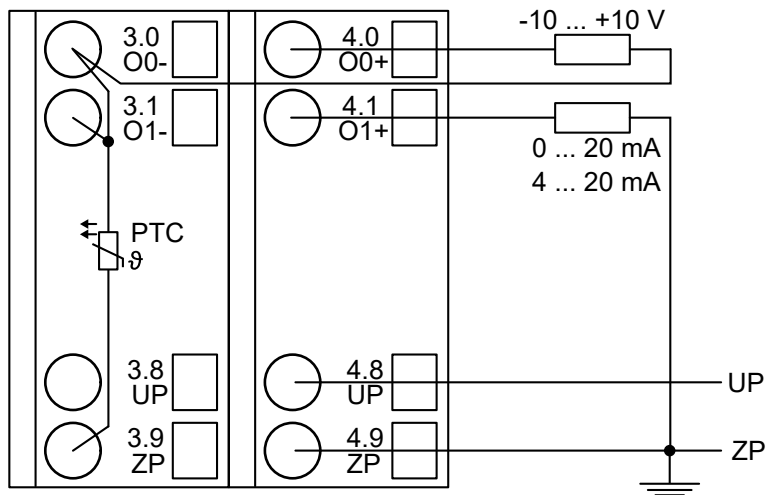 -10 ... +10 V
3.0
O0-
4.0
O0+
3.1
O1-
4.1
O1+
0 ... 20 mA
4 ... 20 mA
PTC
ϑ
3.8
UP
4.8
UP
UP
3.9
ZP
4.9
ZP
ZP